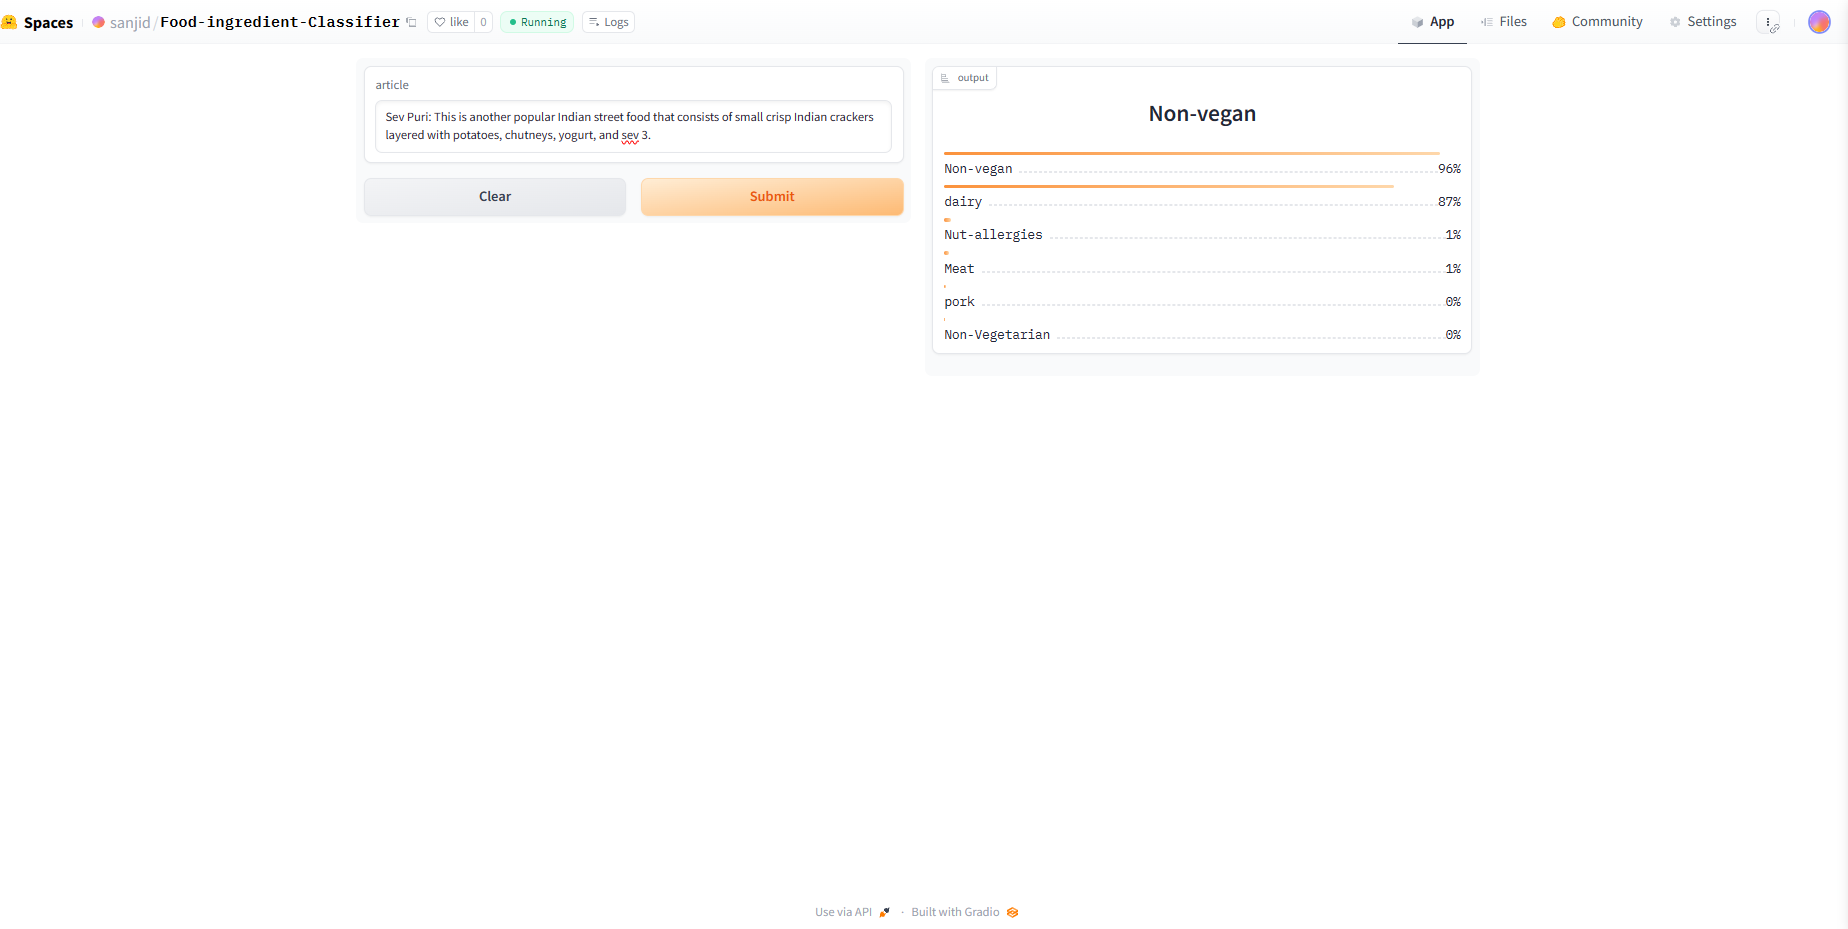 Spaces sanjid/Food-ingredient-Classifier like 0 Running Logs App Files Community Settings
article
Sev Puri: This is another popular Indian street food that consists of small crisp Indian crackers
layered with potatoes, chutneys, yogurt, and sev 3.
Clear Submit
output
Non-vegan
Non-vegan 96%
dairy 87%
Nut-allergies 1%
Meat 1%
pork 0%
Non-Vegetarian 0%
Use via API · Built with Gradio